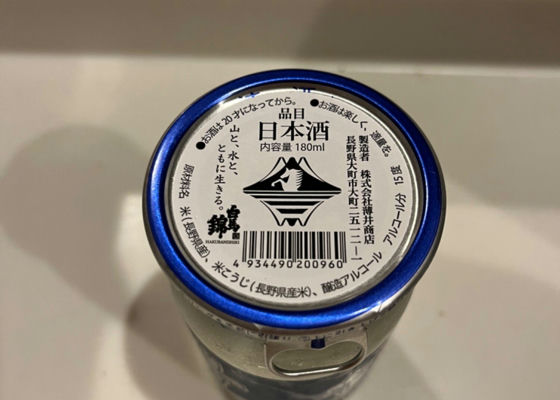 ●お酒は20才になってから。 ●お酒は楽しく、適量を。
品目
日本酒
内容量 180ml
山と、水と、
ともに生きる。
製造者 株式会社薄井商店
長野県大町市大町二五一二ー一
白馬錦
HAKUBANISHIKI
4 934490 200960
原材料名 米(長野県産米)、米こうじ(長野県産米)、醸造アルコール アルコール分 15度